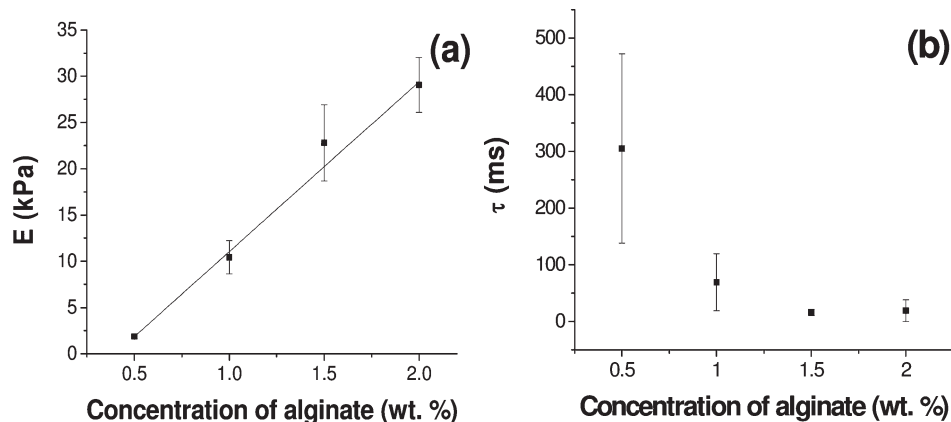 (a)
E (kPa)
35
30
25
20
15
10
5
0
0.5 1.0 1.5 2.0
Concentration of alginate (wt. %)
(b)
τ (ms)
500
400
300
200
100
0
0.5 1 1.5 2
Concentration of alginate (wt. %)